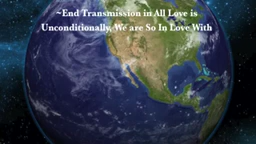 ~End Transmission in All Love is
Unconditionally, We are So In Love With